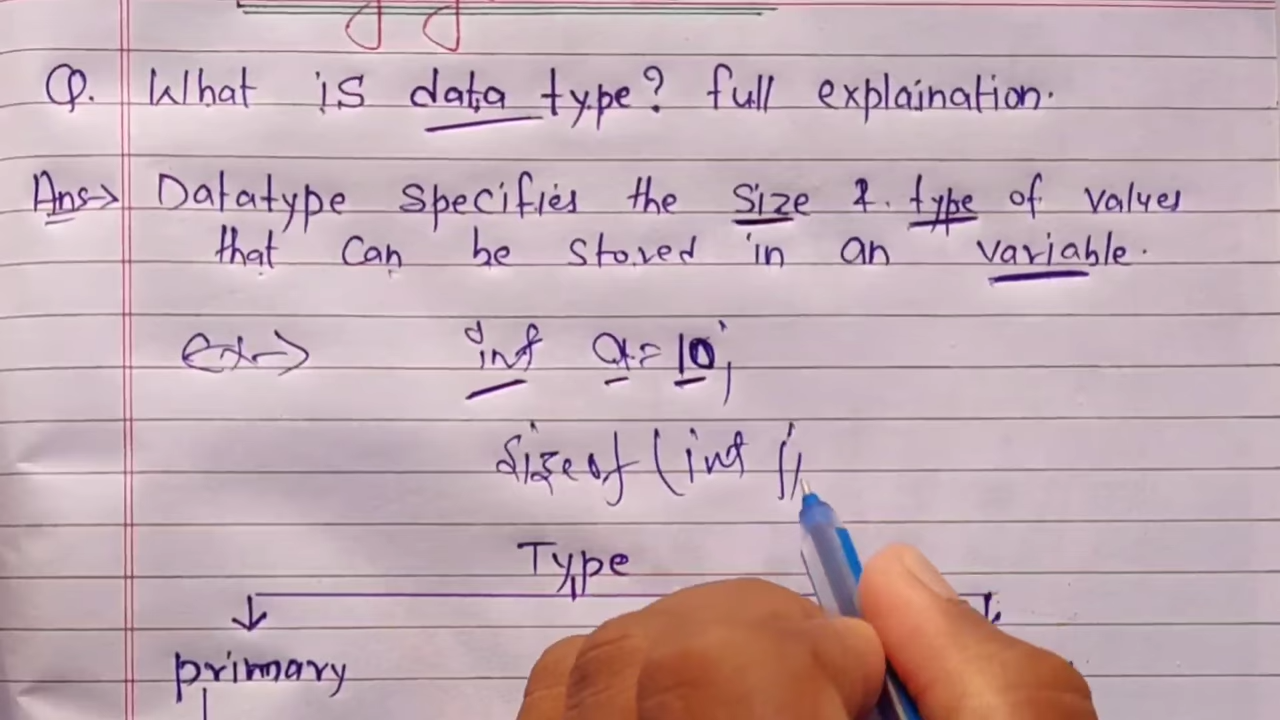 Q. What is data type? full explaination.
Ans→ Datatype specifies the size & type of values
that can be stored in an variable.
ex→ int a=10;
sizeof(int
Type
primary